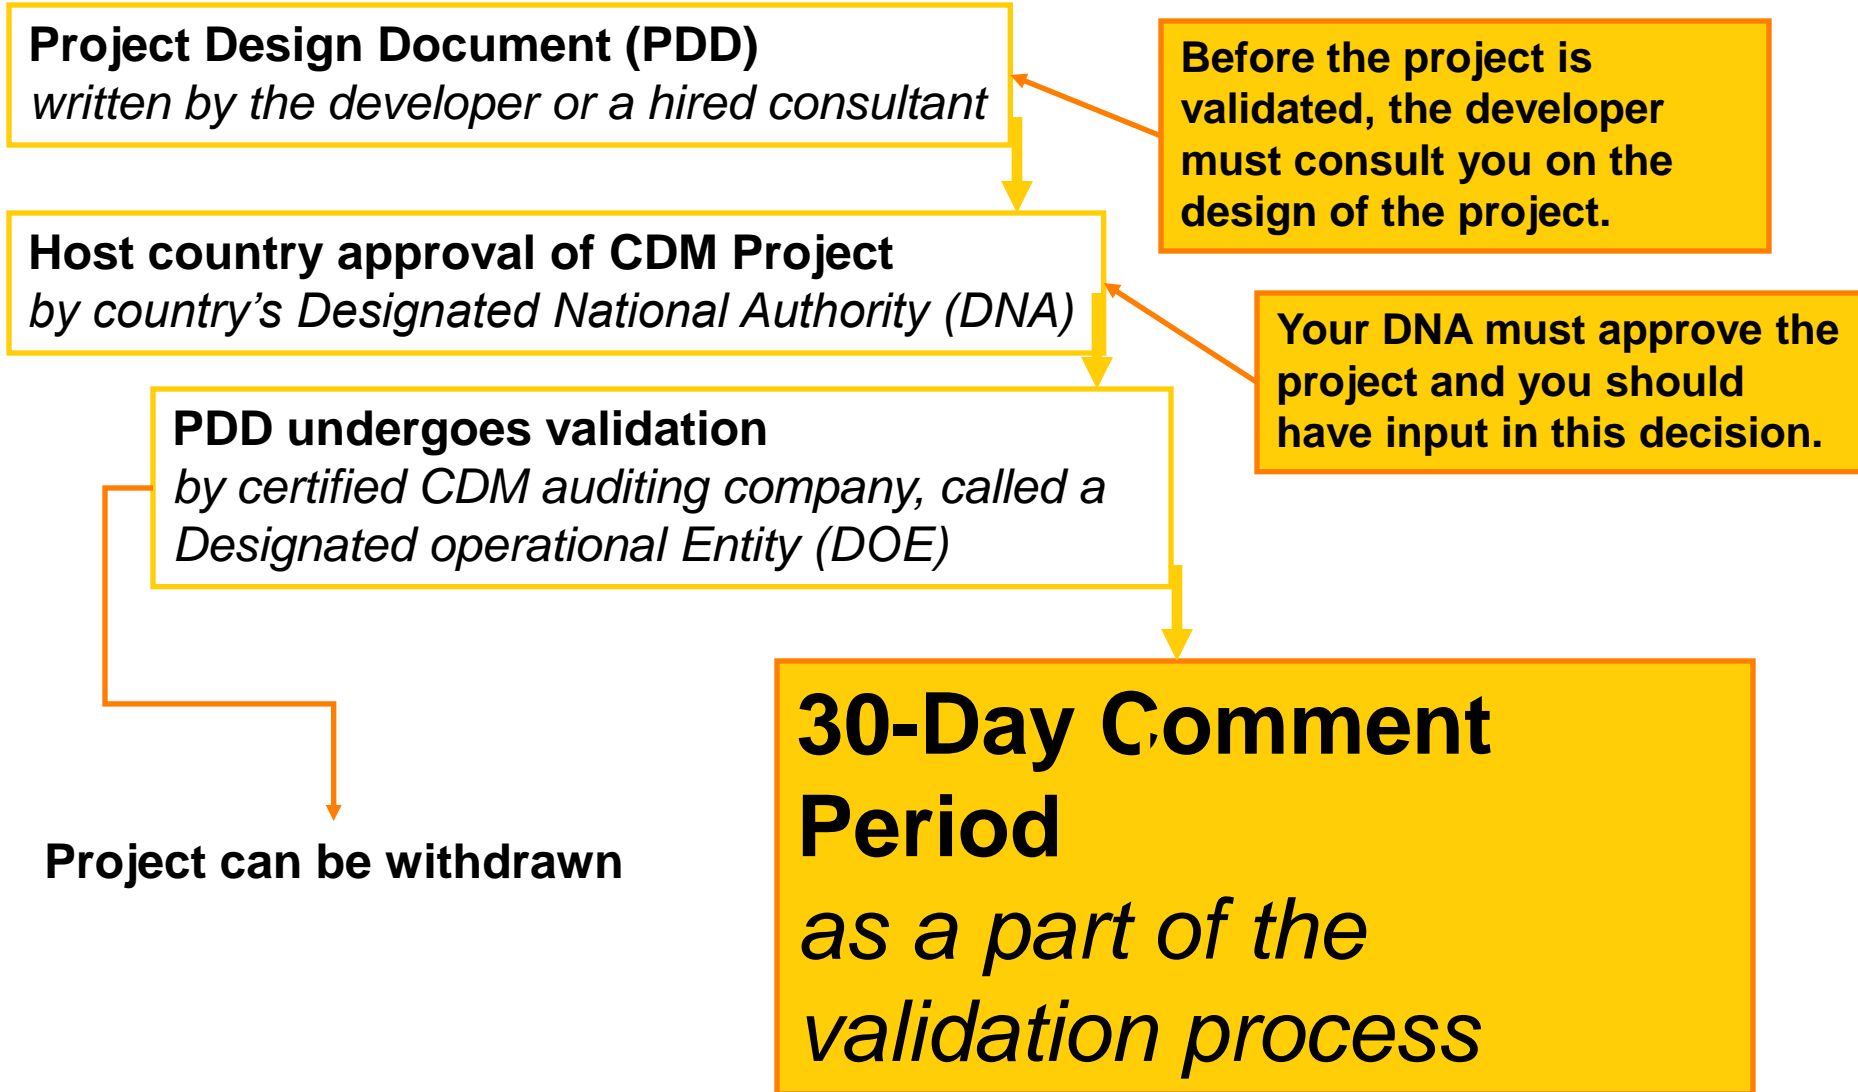 Project Design Document (PDD)
written by the developer or a hired consultant
Before the project is
validated, the developer
must consult you on the
design of the project.
Host country approval of CDM Project
by country’s Designated National Authority (DNA)
Your DNA must approve the
project and you should
have input in this decision.
PDD undergoes validation
by certified CDM auditing company, called a
Designated operational Entity (DOE)
30-Day Comment
Period
as a part of the
validation process
Project can be withdrawn